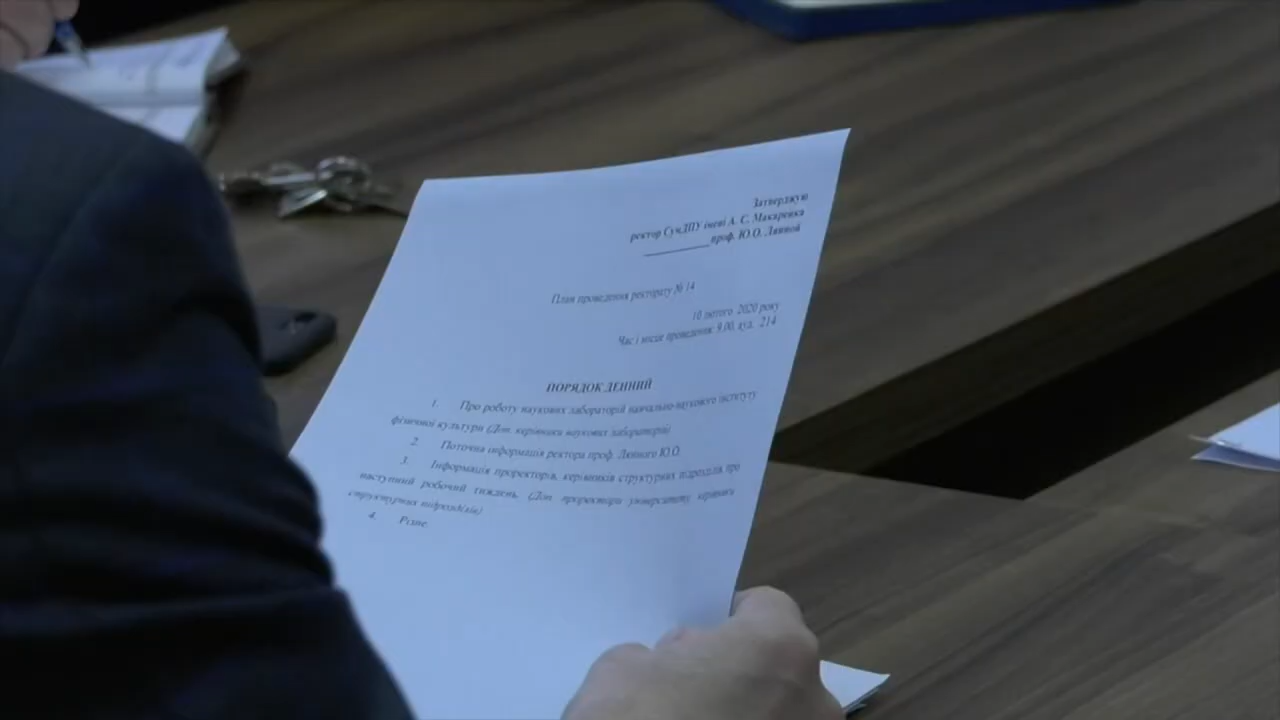 Затверджую
ректор СумДПУ імені А. С. Макаренка
проф. Ю.О. Лянной
План проведення ректорату № 14
10 лютого 2020 року
Час і місце проведення: 9.00, ауд. 214
ПОРЯДОК ДЕННИЙ
1. Про роботу наукових лабораторій навчально-наукового інституту
фізичної культури (Доп. керівники наукових лабораторій)
2. Поточна інформація ректора проф. Лянного Ю.О.
3. Інформація проректорів, керівників структурних підрозділів про
наступний робочий тиждень. (Доп. проректори університету, керівники
структурних підрозділів)
4. Різне.